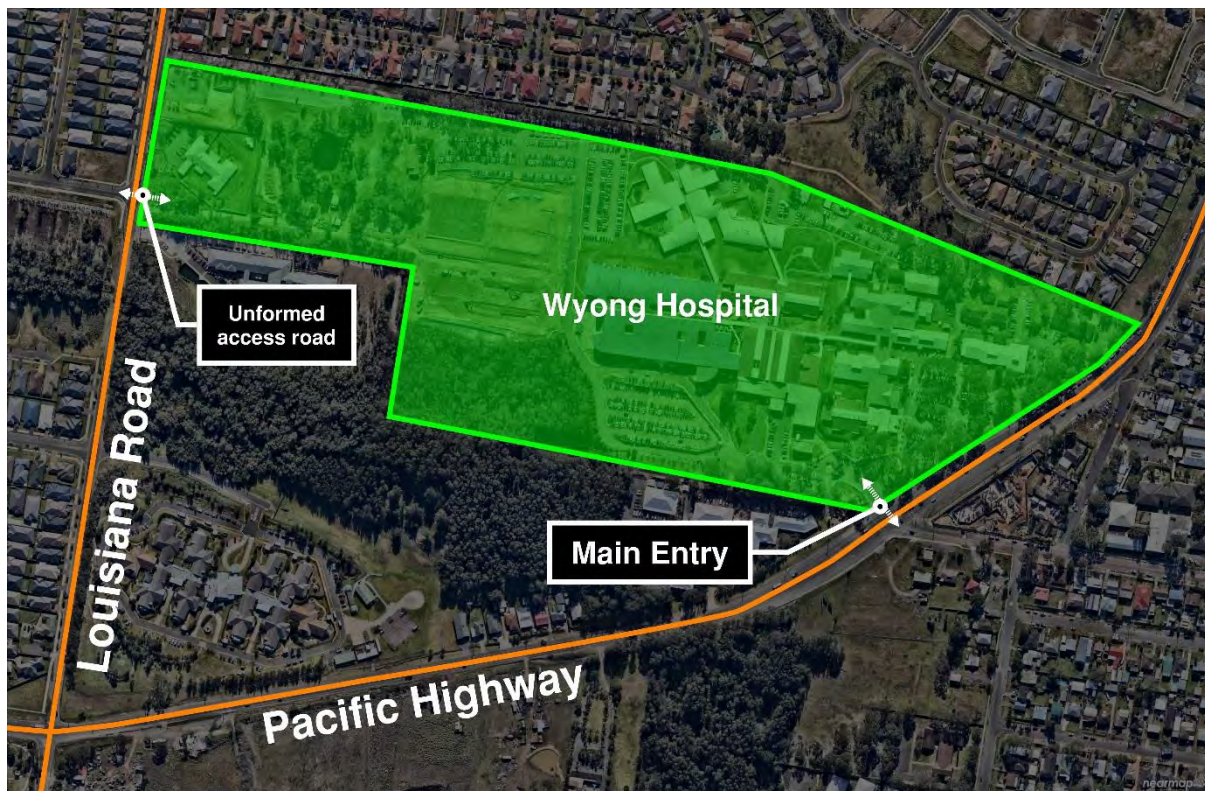 Wyong Hospital
Unformed
access road
Louisiana Road
Main Entry
Pacific Highway
nearmap